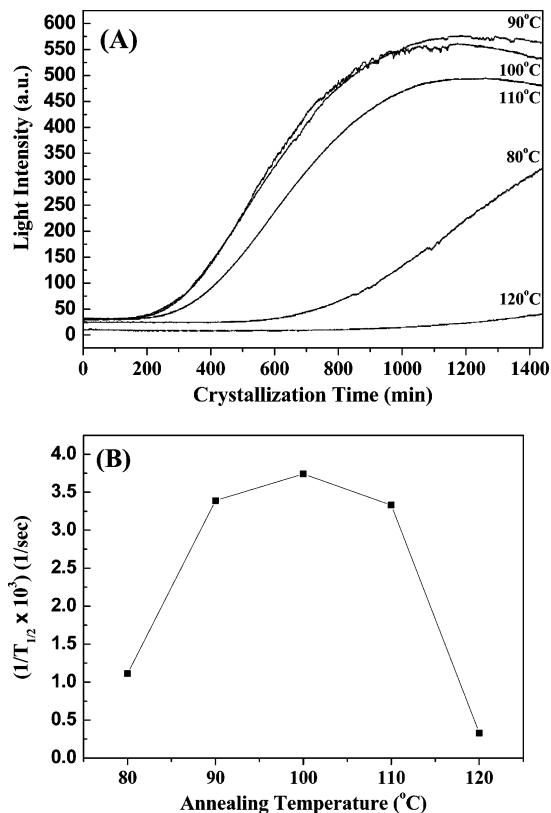 (A)
600
550
500
450
400
350
300
250
200
150
100
50
0
Light Intensity (a.u.)
90°C
100°C
110°C
80°C
120°C
0 200 400 600 800 1000 1200 1400
Crystallization Time (min)
(B)
4.0
3.5
3.0
2.5
2.0
1.5
1.0
0.5
0.0
(1/T1/2 x 10³) (1/sec)
80 90 100 110 120
Annealing Temperature (°C)